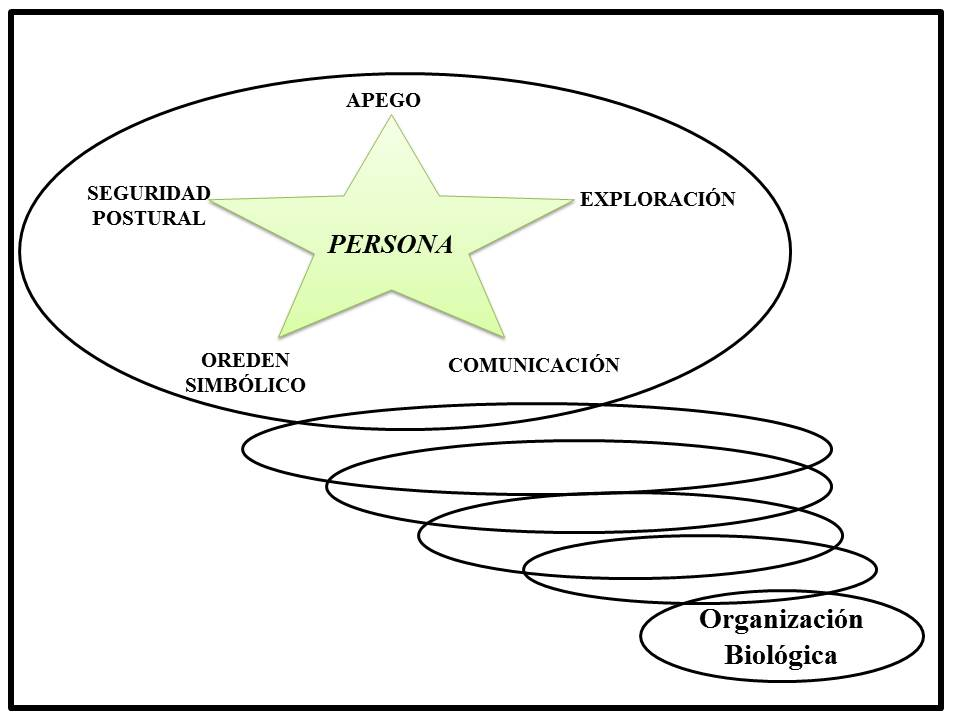 APEGO
SEGURIDAD
POSTURAL
EXPLORACIÓN
PERSONA
OREDEN
SIMBÓLICO
COMUNICACIÓN
Organización
Biológica